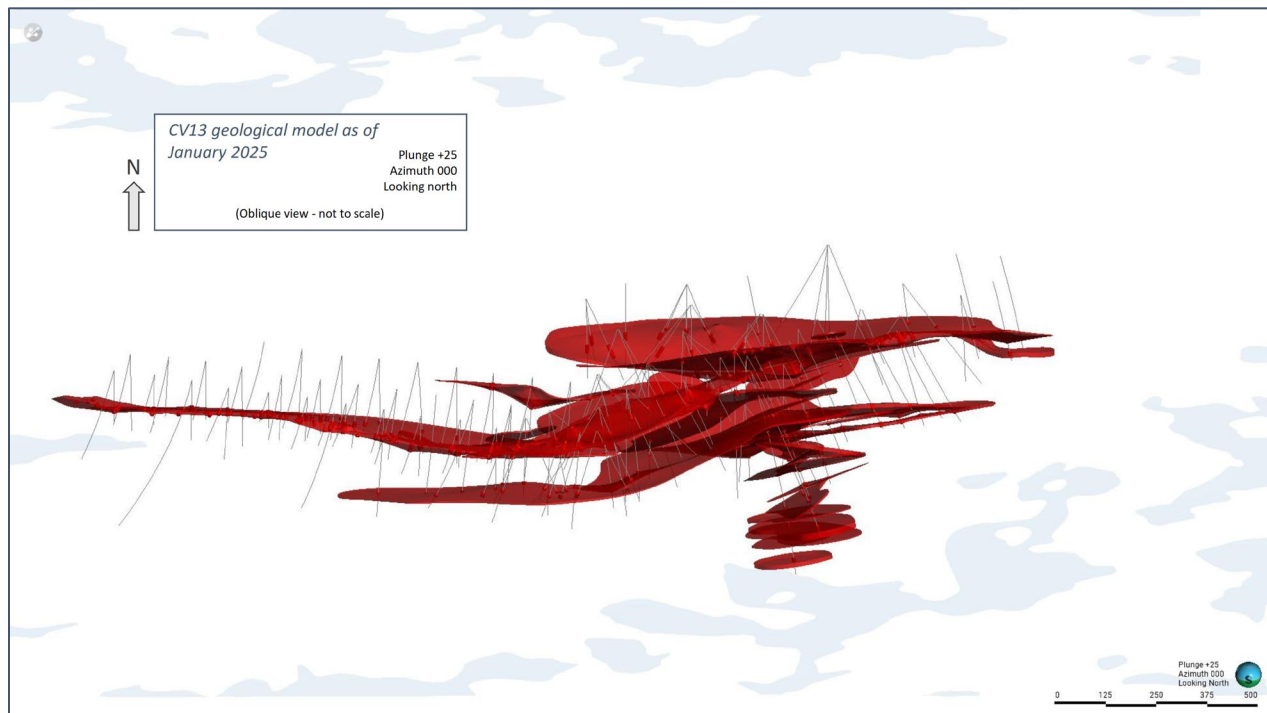 CV13 geological model as of
January 2025
Plunge +25
Azimuth 000
Looking north
(Oblique view - not to scale)
N
Plunge +25
Azimuth 000
Looking North
S
0 125 250 375 500